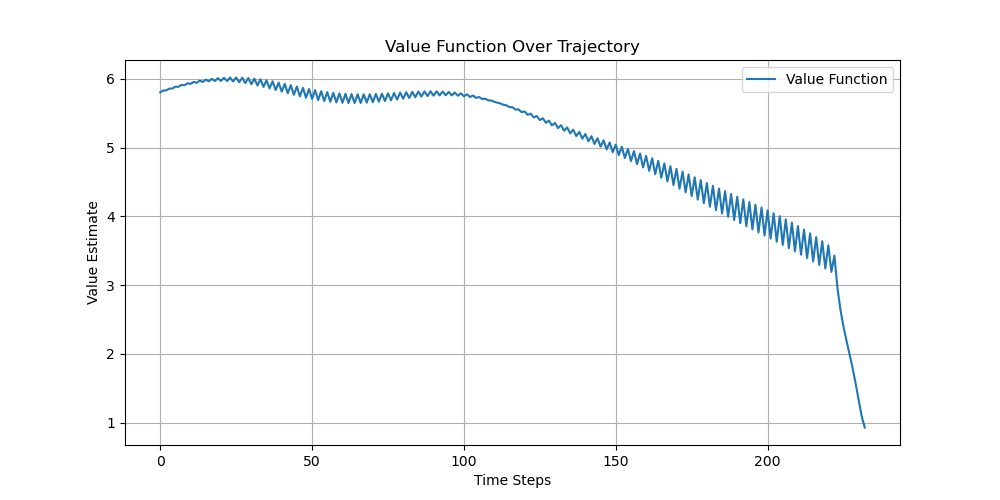 Value Function Over Trajectory
Value Function
6
5
4
3
2
1
Value Estimate
0 50 100 150 200
Time Steps